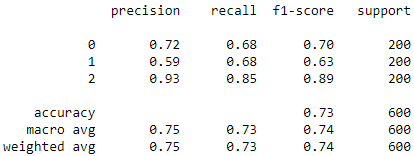 precision recall f1-score support
0 0.72 0.68 0.70 200
1 0.59 0.68 0.63 200
2 0.93 0.85 0.89 200
accuracy 0.73 600
macro avg 0.75 0.73 0.74 600
weighted avg 0.75 0.73 0.74 600